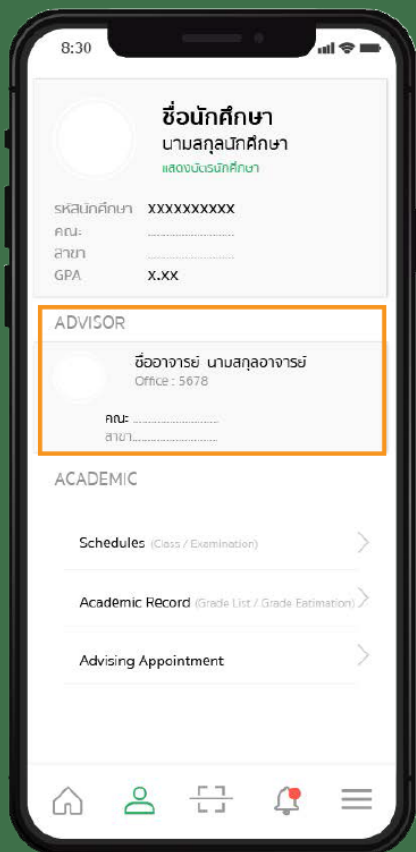 8:30
ชื่อนักศึกษา
นามสกุลนักศึกษา
แสดงบัตรนักศึกษา
รหัสนักศึกษา XXXXXXXXXX
คณะ ........................
สาขา ........................
GPA X.XX
ADVISOR
ชื่ออาจารย์ นามสกุลอาจารย์
Office : 5678
คณะ ........................
สาขา........................
ACADEMIC
Schedules (Class / Examination)
Academic Record (Grade List / Grade Eatimation)
Advising Appointment